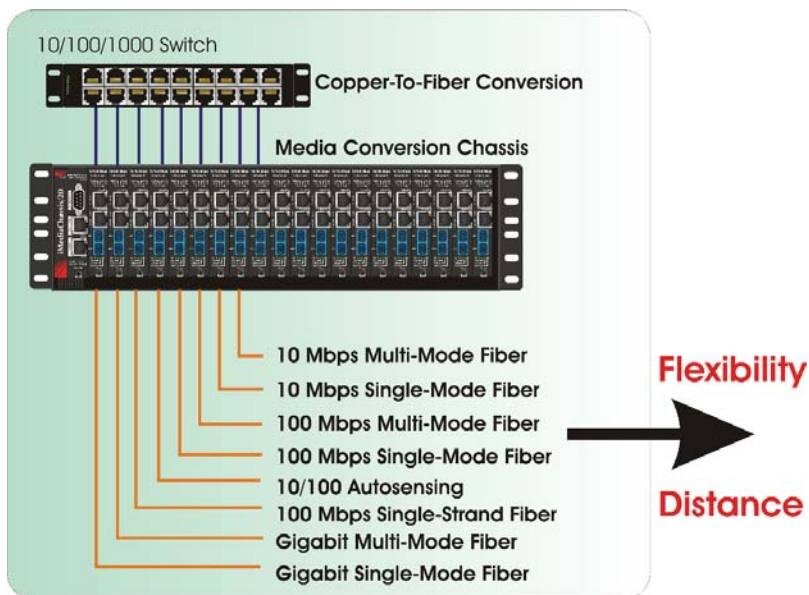 10/100/1000 Switch
Copper-To-Fiber Conversion
Media Conversion Chassis
iMediaChassis/20
10 Mbps Multi-Mode Fiber
10 Mbps Single-Mode Fiber
100 Mbps Multi-Mode Fiber
100 Mbps Single-Mode Fiber
10/100 Autosensing
100 Mbps Single-Strand Fiber
Gigabit Multi-Mode Fiber
Gigabit Single-Mode Fiber
Flexibility
Distance